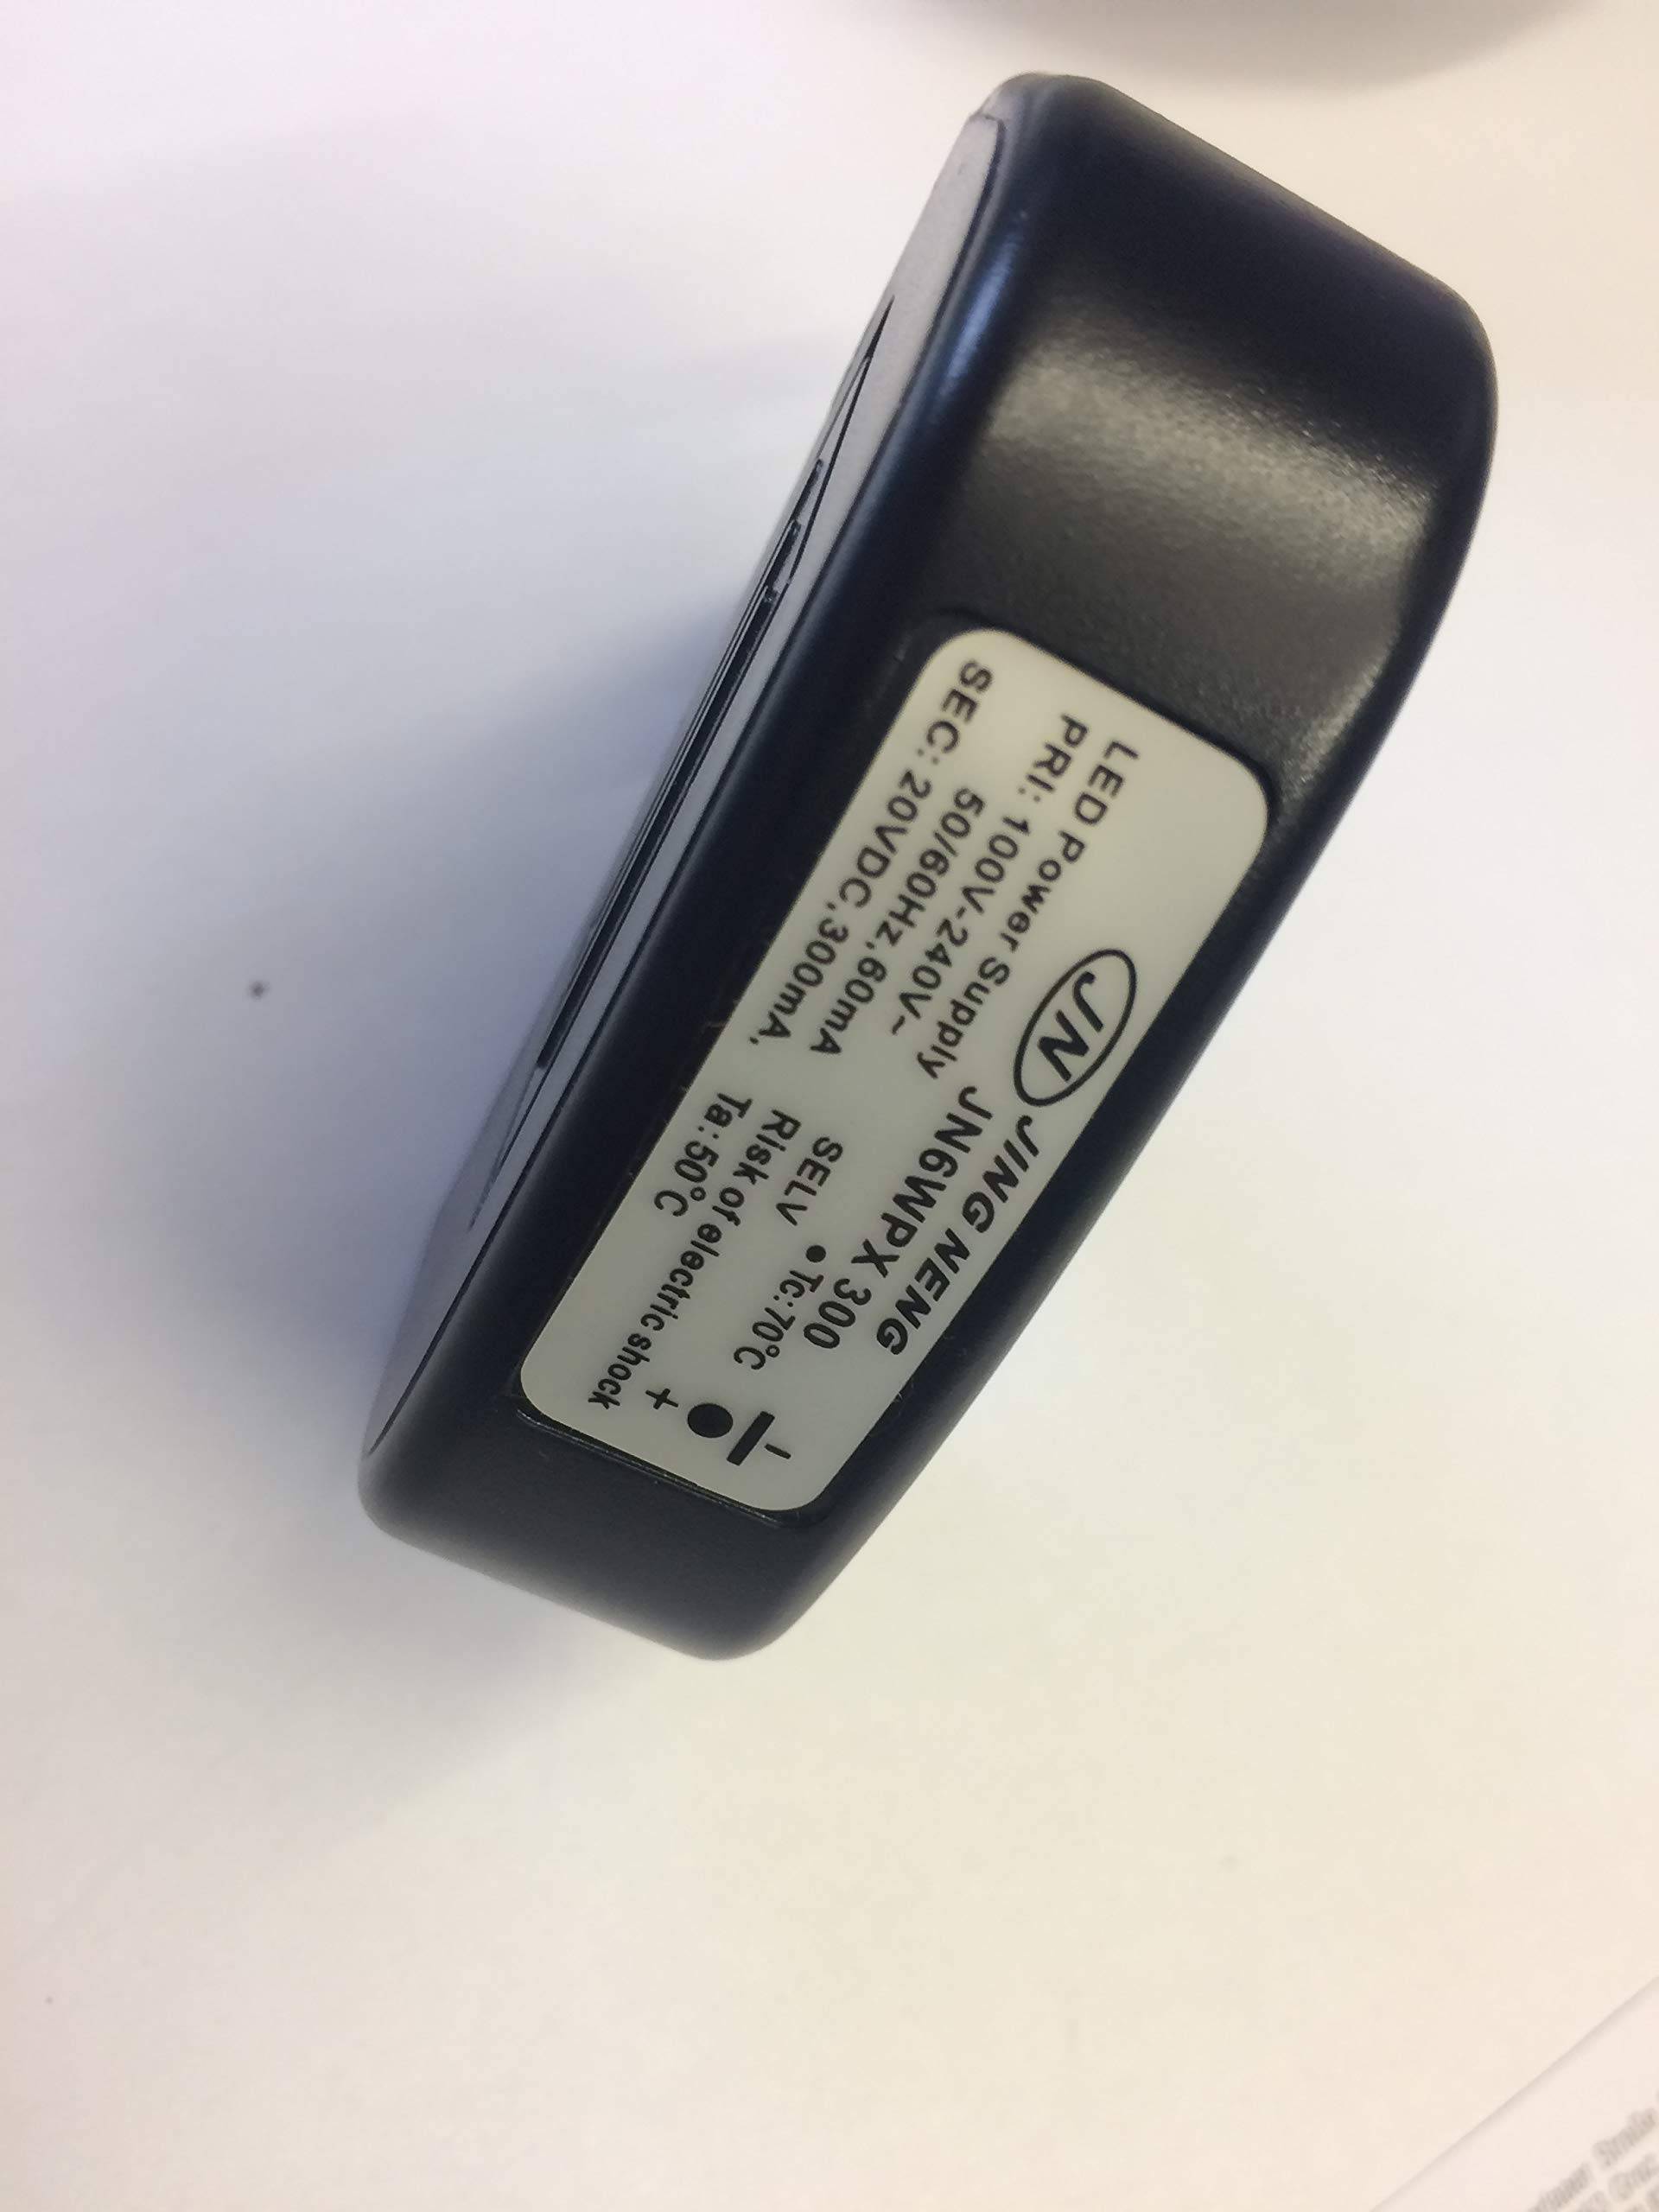 JN JING NENG
LED Power Supply JN6WPX 300
PRI: 100V-240V~
50/60Hz,60mA
SELV • Tc:70°C
SEC: 20VDC,300mA,
Risk of electric shock
Ta:50°C
+ -